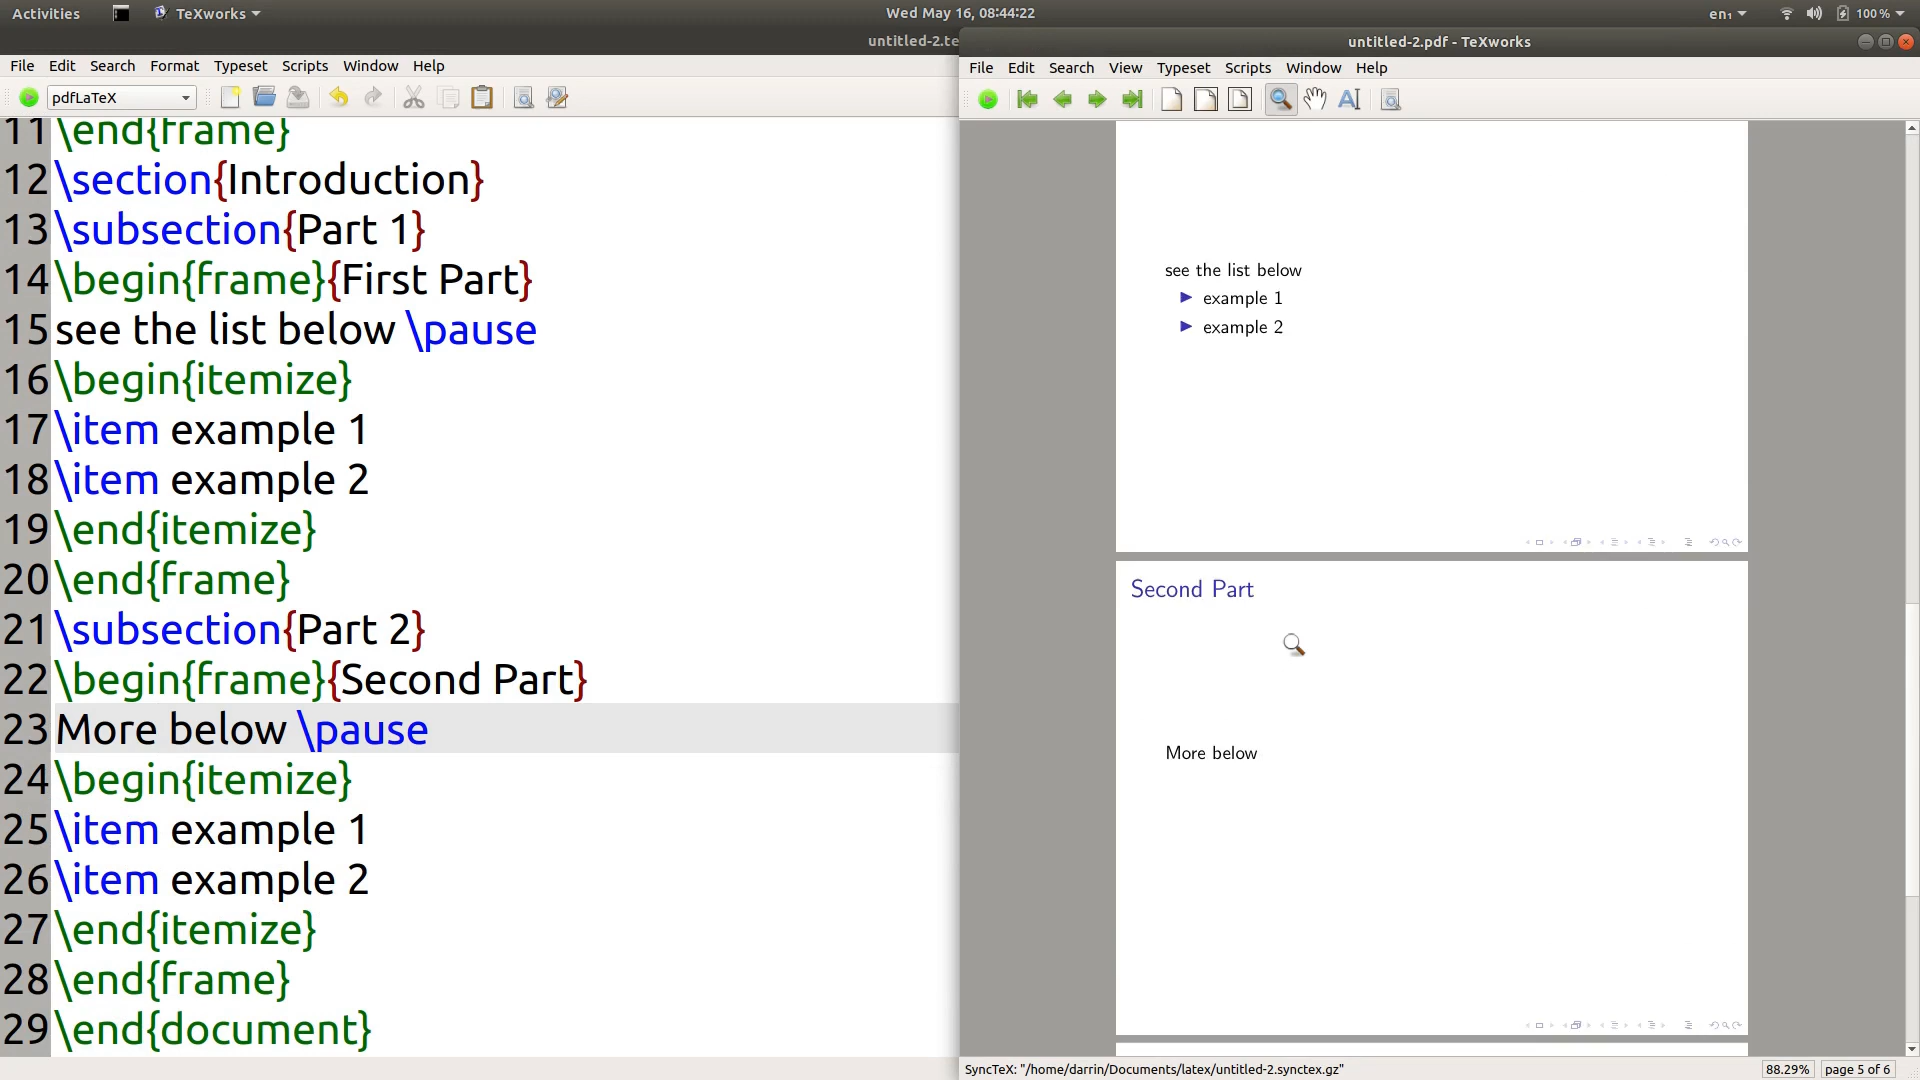 Activities
TeXworks
Wed May 16, 08:44:22
en₁
100 %
untitled-2.te
untitled-2.pdf - TeXworks
File Edit Search Format Typeset Scripts Window Help
File Edit Search View Typeset Scripts Window Help
pdfLaTeX
11 \end{frame}
12 \section{Introduction}
13 \subsection{Part 1}
14 \begin{frame}{First Part}
15 see the list below \pause
16 \begin{itemize}
17 \item example 1
18 \item example 2
19 \end{itemize}
20 \end{frame}
21 \subsection{Part 2}
22 \begin{frame}{Second Part}
23 More below \pause
24 \begin{itemize}
25 \item example 1
26 \item example 2
27 \end{itemize}
28 \end{frame}
29 \end{document}
see the list below
example 1
example 2
Second Part
More below
SyncTeX: "/home/darrin/Documents/latex/untitled-2.synctex.gz"
88.29%
page 5 of 6